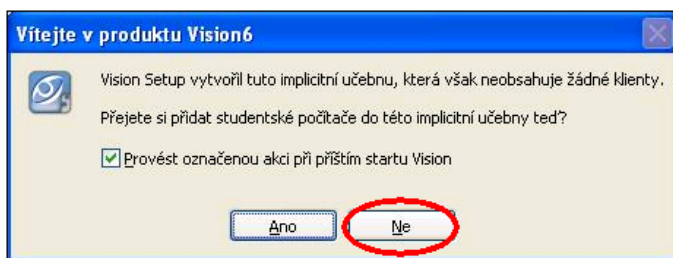 Vítejte v produktu Vision6
Vision Setup vytvořil tuto implicitní učebnu, která však neobsahuje žádné klienty.
Přejete si přidat studentské počítače do této implicitní učebny teď?
Provést označenou akci při příštím startu Vision
Ano
Ne